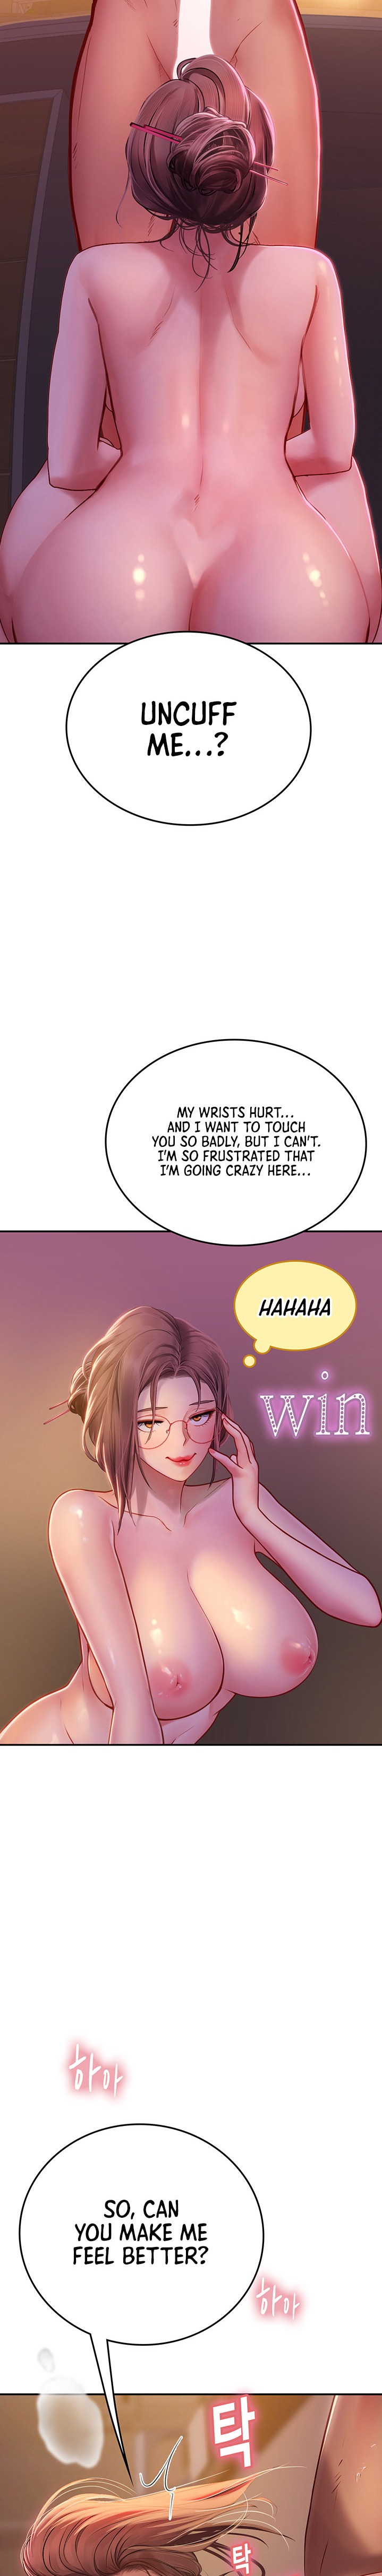 UNCUFF
ME...?
MY WRISTS HURT...
AND I WANT TO TOUCH
YOU SO BADLY, BUT I CAN'T.
I'M SO FRUSTRATED THAT
I'M GOING CRAZY HERE...
HAHAHA
win
하아
SO, CAN
YOU MAKE ME
FEEL BETTER?
하아
탁
탁